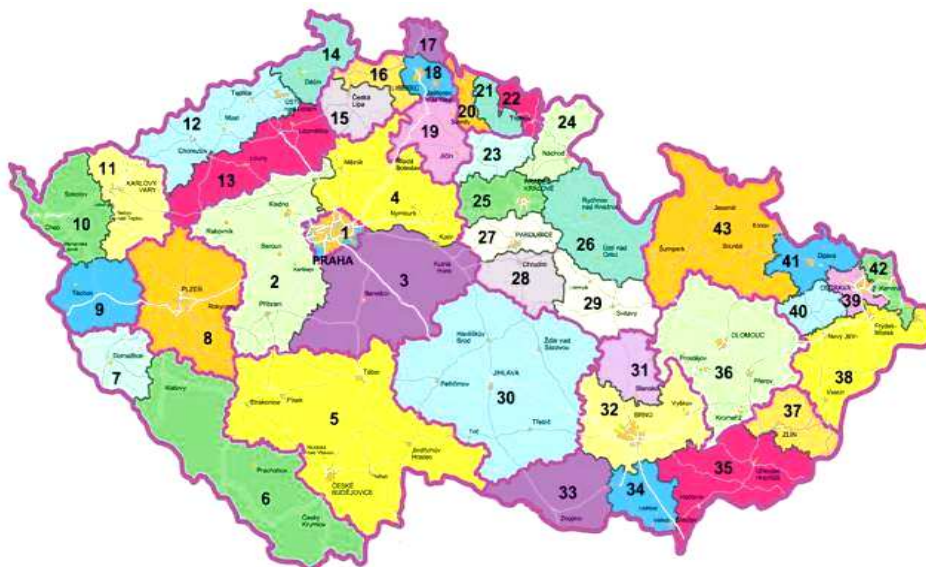 17
14
16
18
Děčín
21
22
Teplice
Česká
Lípa
12
Most
15
20
24
Chomutov
19
Litoměřice
23
Náchod
Jičín
11
Louny
13
Mělník
Mladá
Boleslav
KARLOVY
VARY
Sokolov
10
Cheb
4
25
Rychnov
nad Kněžnou
Kladno
Rakovník
Nymburk
1
27
PARDUBICE
26
Ústí nad
Orlicí
43
Jeseník
Šumperk
Bruntál
Beroun
PRAHA
Kolín
Kutná
Hora
Chrudim
28
41
Opava
42
Karviná
39
Tachov
9
PLZEŇ
Rokycany
2
3
Benešov
29
Svitavy
40
Příbram
8
Havlíčkův
Brod
Žďár nad
Sázavou
OLOMOUC
Nový Jičín
Frýdek-
Místek
Domažlice
7
Klatovy
Tábor
Pelhřimov
JIHLAVA
30
31
Blansko
Prostějov
36
Přerov
38
Vsetín
Strakonice
Písek
5
Třebíč
32
BRNO
Vyškov
Kroměříž
37
ZLÍN
Jindřichův
Hradec
Prachatice
6
ČESKÉ
BUDĚJOVICE
35
Uherské
Hradiště
33
34
Znojmo
Břeclav
Český
Krumlov